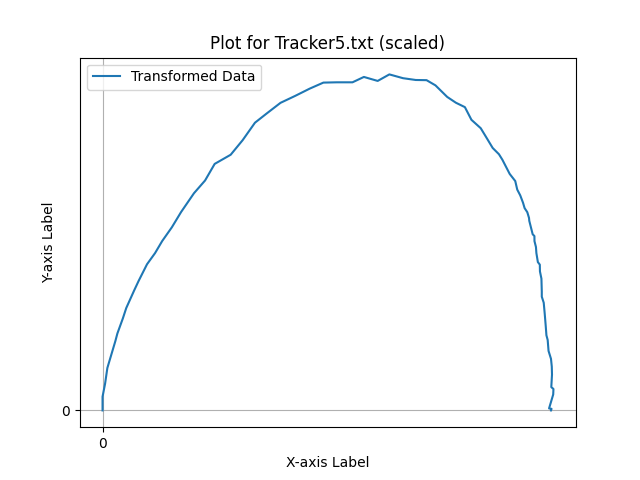 Plot for Tracker5.txt (scaled)
Transformed Data
Y-axis Label
0
0
X-axis Label